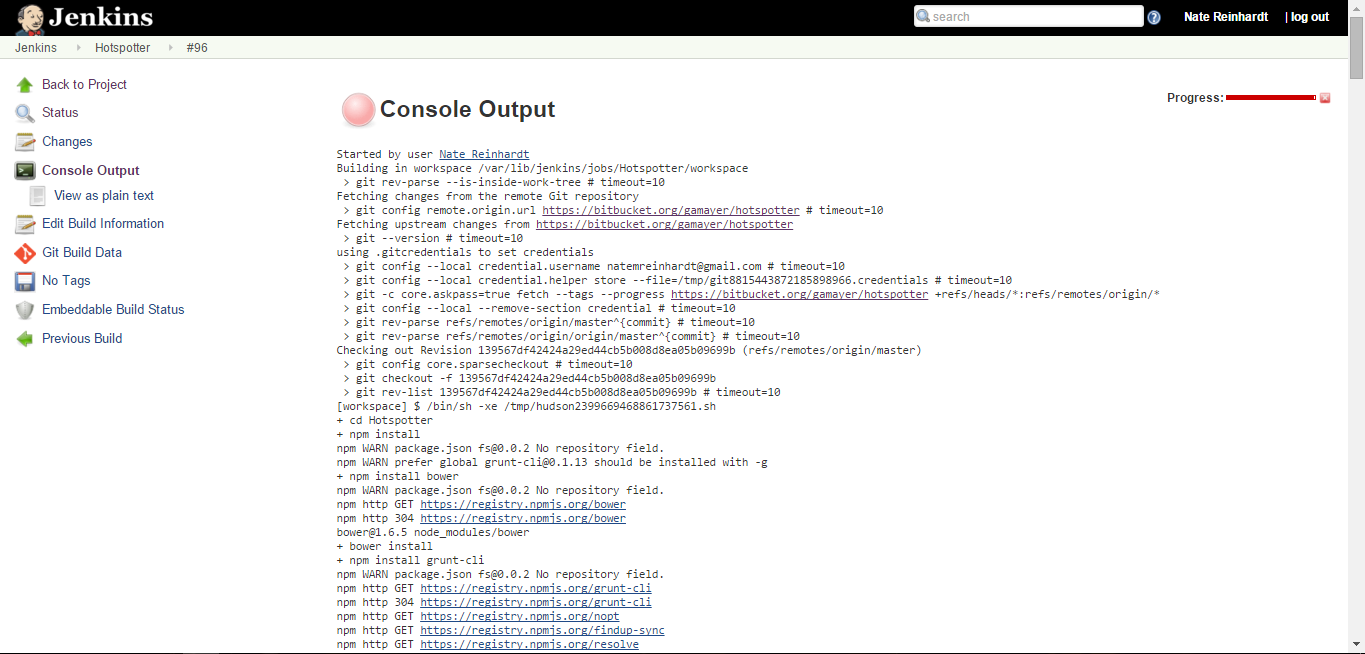 Jenkins
search
Nate Reinhardt | log out
Jenkins Hotspotter #96
Back to Project
Status
Changes
Console Output
View as plain text
Edit Build Information
Git Build Data
No Tags
Embeddable Build Status
Previous Build
Console Output
Progress:
Started by user Nate Reinhardt
Building in workspace /var/lib/jenkins/jobs/Hotspotter/workspace
> git rev-parse --is-inside-work-tree # timeout=10
Fetching changes from the remote Git repository
> git config remote.origin.url https://bitbucket.org/gamayer/hotspotter # timeout=10
Fetching upstream changes from https://bitbucket.org/gamayer/hotspotter
> git --version # timeout=10
using .gitcredentials to set credentials
> git config --local credential.username natemreinhardt@gmail.com # timeout=10
> git config --local credential.helper store --file=/tmp/git8815443872185898966.credentials # timeout=10
> git -c core.askpass=true fetch --tags --progress https://bitbucket.org/gamayer/hotspotter +refs/heads/*:refs/remotes/origin/*
> git config --local --remove-section credential # timeout=10
> git rev-parse refs/remotes/origin/master^{commit} # timeout=10
> git rev-parse refs/remotes/origin/origin/master^{commit} # timeout=10
Checking out Revision 139567df42424a29ed44cb5b008d8ea05b09699b (refs/remotes/origin/master)
> git config core.sparsecheckout # timeout=10
> git checkout -f 139567df42424a29ed44cb5b008d8ea05b09699b
> git rev-list 139567df42424a29ed44cb5b008d8ea05b09699b # timeout=10
[workspace] $ /bin/sh -xe /tmp/hudson2399669468861737561.sh
+ cd Hotspotter
+ npm install
npm WARN package.json fs@0.0.2 No repository field.
npm WARN prefer global grunt-cli@0.1.13 should be installed with -g
+ npm install bower
npm WARN package.json fs@0.0.2 No repository field.
npm http GET https://registry.npmjs.org/bower
npm http 304 https://registry.npmjs.org/bower
bower@1.6.5 node_modules/bower
+ bower install
+ npm install grunt-cli
npm WARN package.json fs@0.0.2 No repository field.
npm http GET https://registry.npmjs.org/grunt-cli
npm http 304 https://registry.npmjs.org/grunt-cli
npm http GET https://registry.npmjs.org/nopt
npm http GET https://registry.npmjs.org/findup-sync
npm http GET https://registry.npmjs.org/resolve